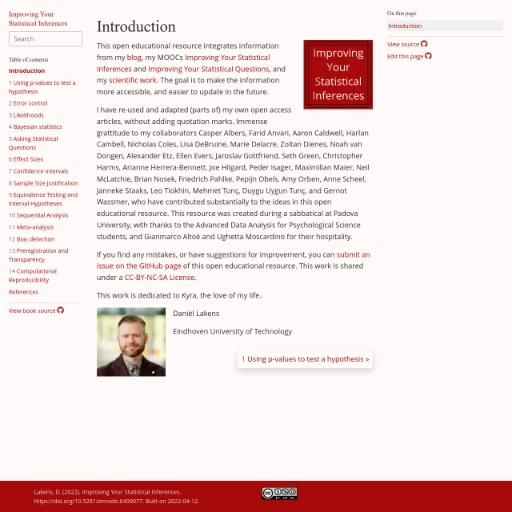 Improving Your
Statistical Inferences
Search
Table of contents
Introduction
1 Using p-values to test a
hypothesis
2 Error control
3 Likelihoods
4 Bayesian statistics
5 Asking Statistical
Questions
6 Effect Sizes
7 Confidence Intervals
8 Sample Size Justification
9 Equivalence Testing and
Interval Hypotheses
10 Sequential Analysis
11 Meta-analysis
12 Bias detection
13 Preregistration and
Transparency
14 Computational
Reproducibility
References
View book source
Introduction
This open educational resource integrates information
from my blog, my MOOCs Improving Your Statistical
Inferences and Improving Your Statistical Questions, and
my scientific work. The goal is to make the information
more accessible, and easier to update in the future.
Improving
Your
Statistical
Inferences
I have re-used and adapted (parts of) my own open access
articles, without adding quotation marks. Immense
gratitude to my collaborators Casper Albers, Farid Anvari, Aaron Caldwell, Harlan
Cambell, Nicholas Coles, Lisa DeBruine, Marie Delacre, Zoltan Dienes, Noah van
Dongen, Alexander Etz, Ellen Evers, Jaroslav Gottfriend, Seth Green, Christopher
Harms, Arianne Herrera-Bennett, Joe Hilgard, Peder Isager, Maximilian Maier, Neil
McLatchie, Brian Nosek, Friedrich Pahlke, Pepijn Obels, Amy Orben, Anne Scheel,
Janneke Staaks, Leo Tiokhin, Mehmet Tunç, Duygu Uygun Tunç, and Gernot
Wassmer, who have contributed substantially to the ideas in this open
educational resource. This resource was created during a sabbatical at Padova
University, with thanks to the Advanced Data Analysis for Psychological Science
students, and Gianmarco Altoè and Ughetta Moscardino for their hospitality.
If you find any mistakes, or have suggestions for improvement, you can submit an
issue on the GitHub page of this open educational resource. This work is shared
under a CC-BY-NC-SA License.
This work is dedicated to Kyra, the love of my life.
Daniël Lakens
Eindhoven University of Technology
1 Using p-values to test a hypothesis »
On this page
Introduction
View source
Edit this page
Lakens, D. (2022). Improving Your Statistical Inferences.
https://doi.org/10.5281/zenodo.6409077. Built on 2022-04-12.